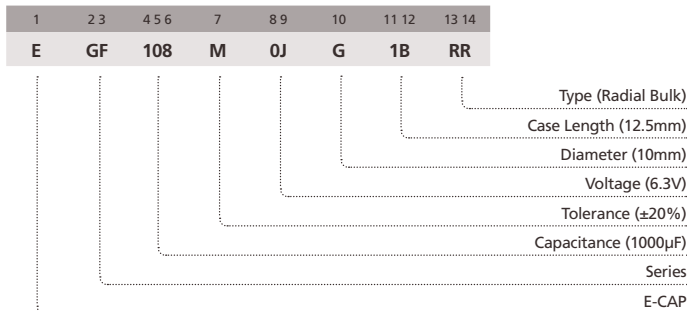 1 2 3 4 5 6 7 8 9 10 11 12 13 14
E GF 108 M 0J G 1B RR
Type (Radial Bulk)
Case Length (12.5mm)
Diameter (10mm)
Voltage (6.3V)
Tolerance (±20%)
Capacitance (1000µF)
Series
E-CAP